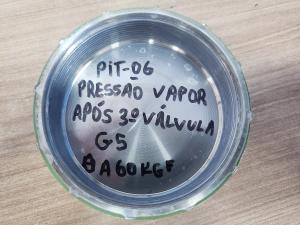 PIT-06
PRESSÃO VAPOR
APÓS 3º VÁLVULA
G5
0 A 60 KGF